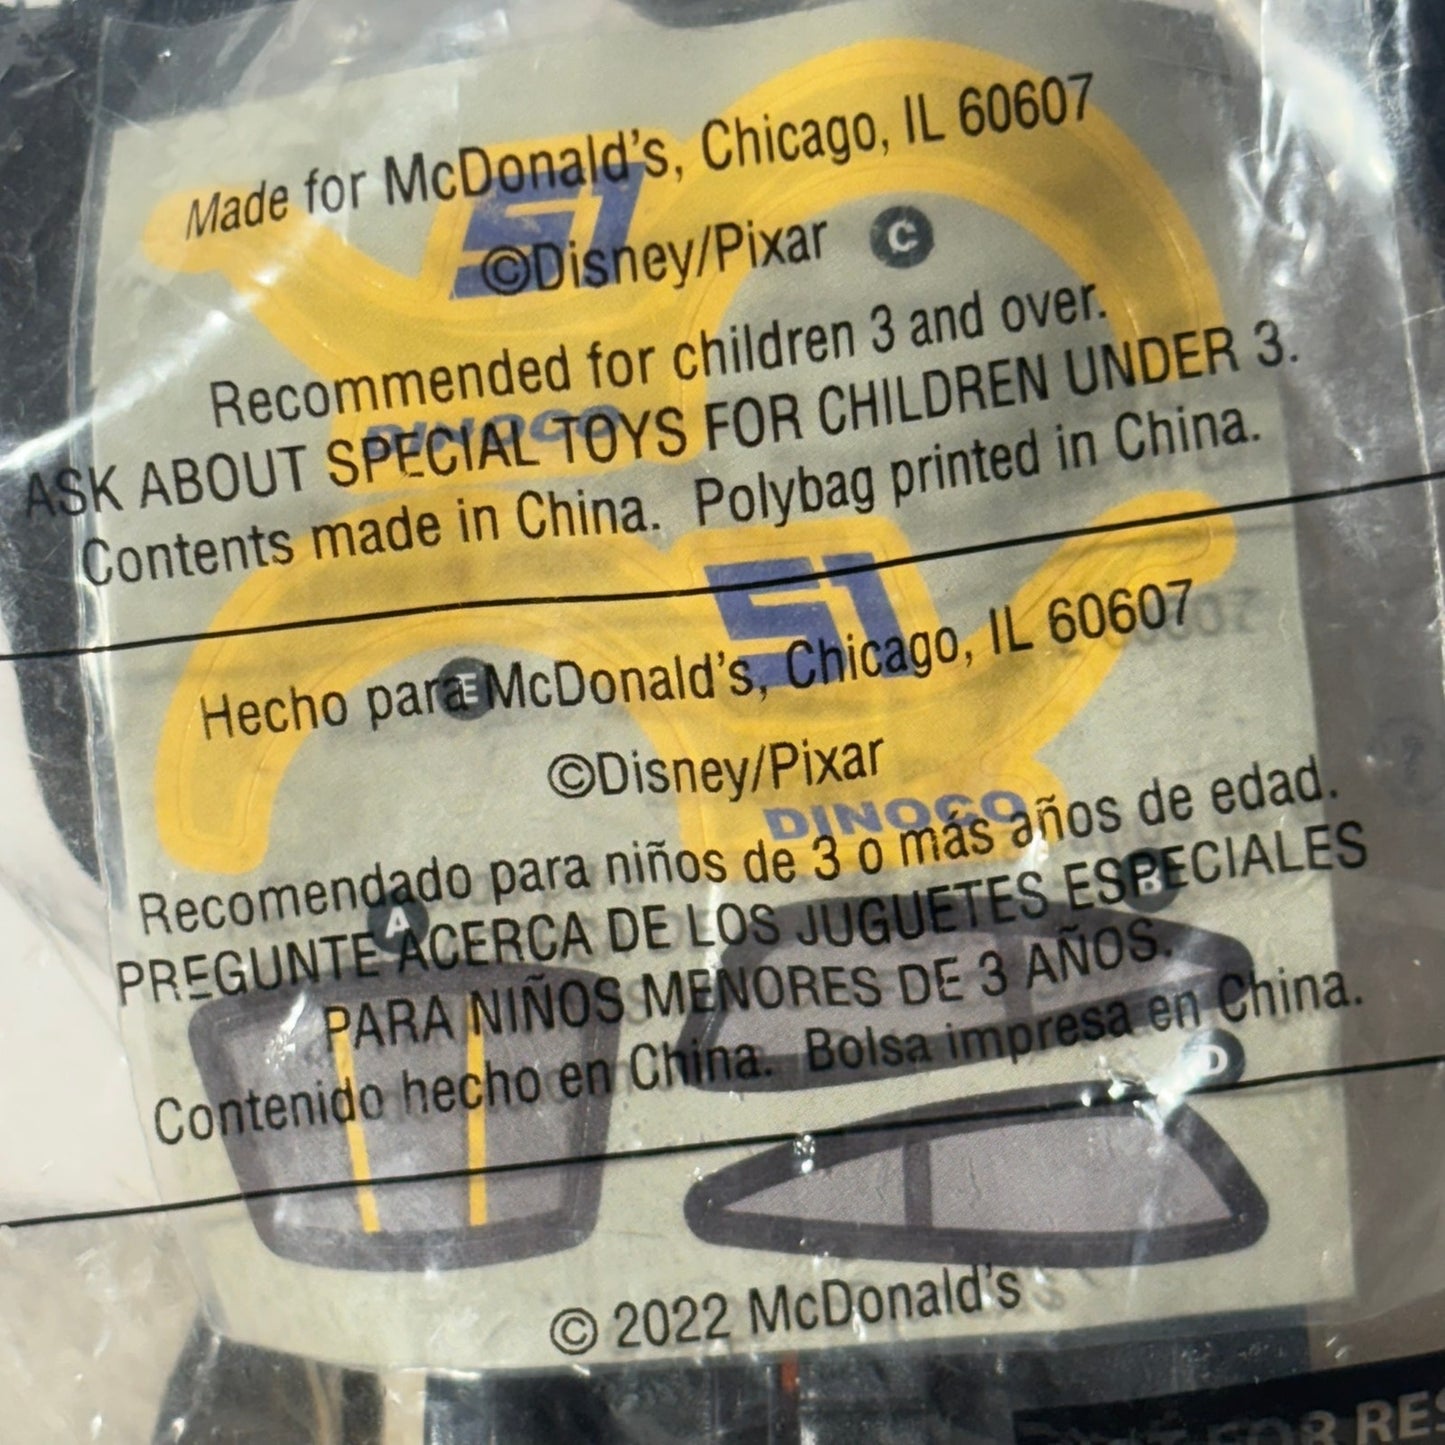 Made for McDonald's, Chicago, IL 60607
51
©Disney/Pixar
C
Recommended for children 3 and over.
DINOCO
ASK ABOUT SPECIAL TOYS FOR CHILDREN UNDER 3.
Contents made in China. Polybag printed in China.
51
Hecho para McDonald's, Chicago, IL 60607
E
©Disney/Pixar
DINOCO
Recomendado para niños de 3 o más años de edad.
A
B
PREGUNTE ACERCA DE LOS JUGUETES ESPECIALES
PARA NIÑOS MENORES DE 3 AÑOS.
Contenido hecho en China. Bolsa impresa en China.
D
© 2022 McDonald's
FOR